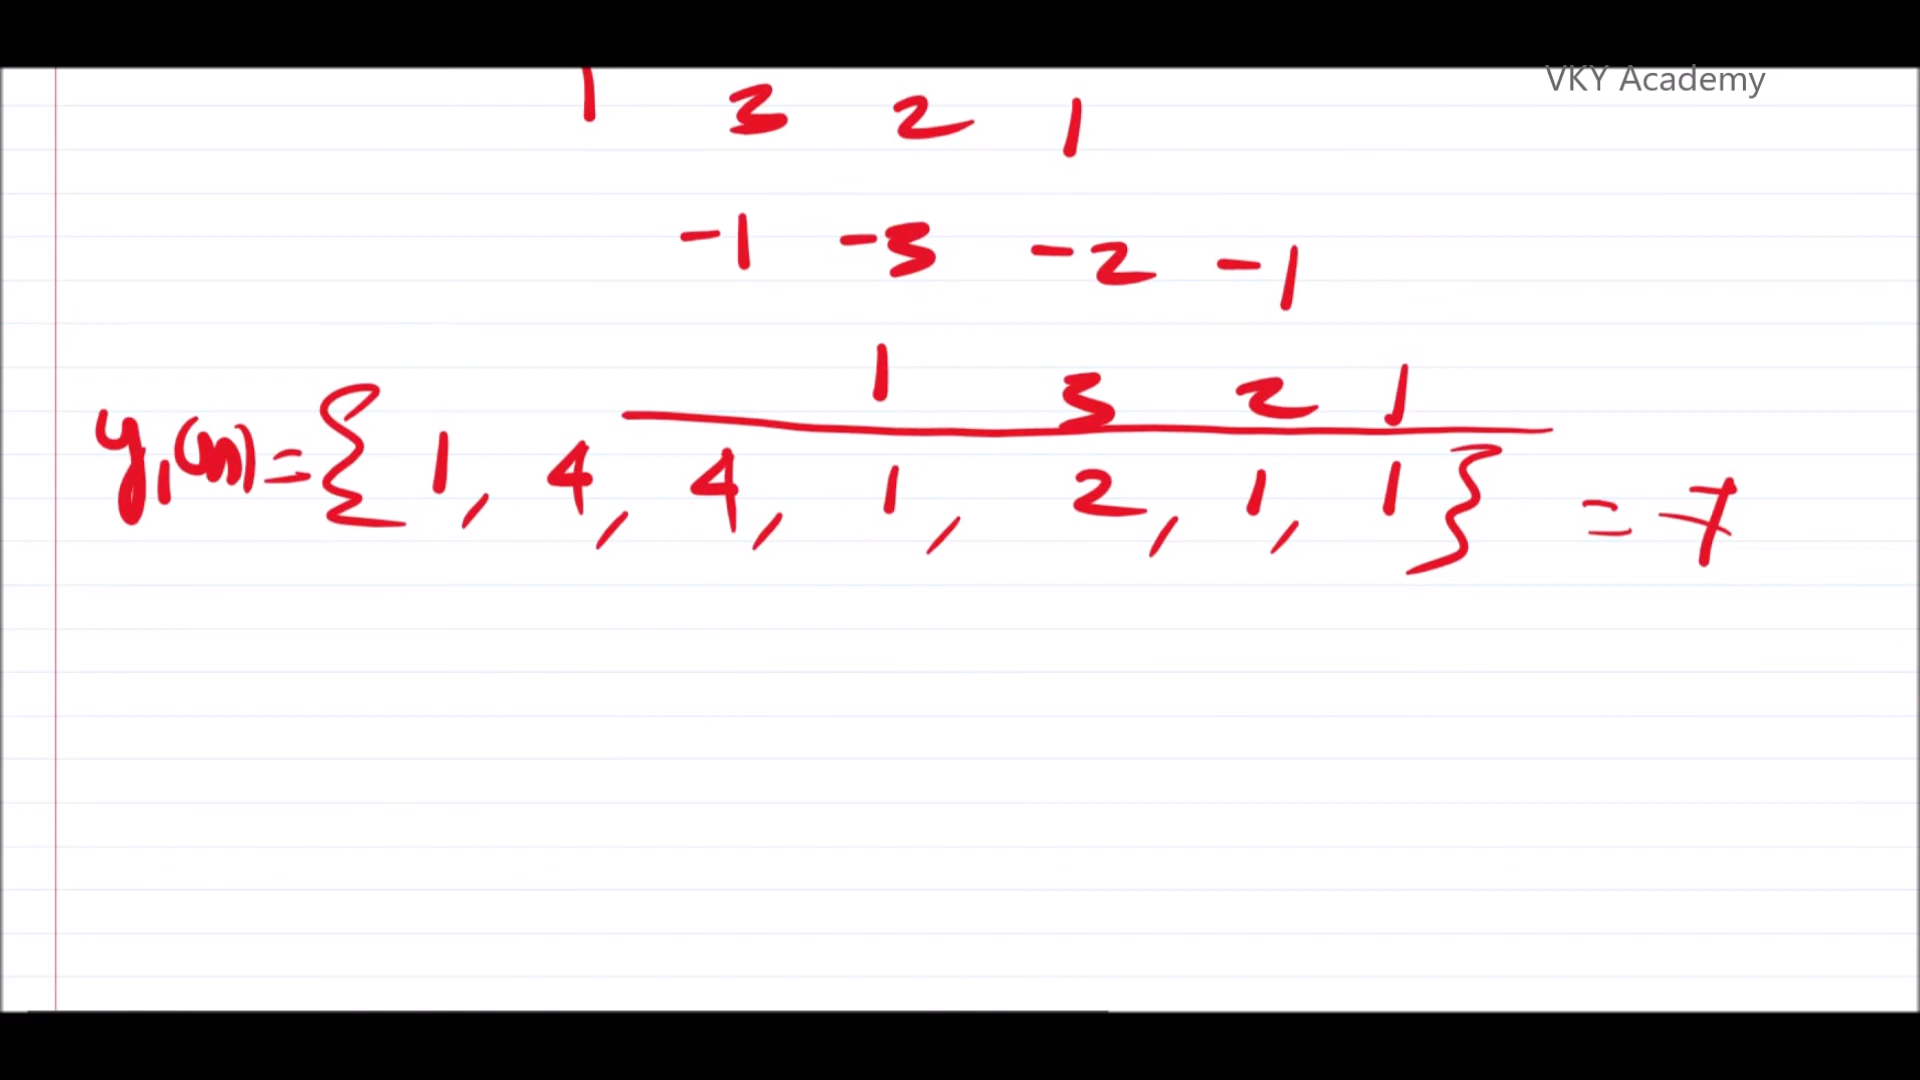 VKY Academy
1 3 2 1
-1 -3 -2 -1
1 3 2 1
y₁(n) = { 1, 4, 4, 1, 2, 1, 1 } = 7